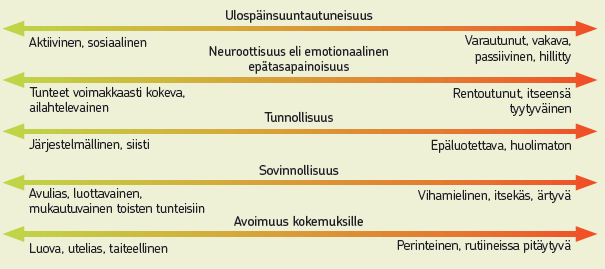 Ulospäinsuuntautuneisuus
Aktiivinen, sosiaalinen
Varautunut, vakava,
passiivinen, hillitty
Neuroottisuus eli emotionaalinen
epätasapainoisuus
Tunteet voimakkaasti kokeva,
ailahtelevainen
Rentoutunut, itseensä
tyytyväinen
Tunnollisuus
Järjestelmällinen, siisti
Epäluotettava, huolimaton
Sovinnollisuus
Avulias, luottavainen,
mukautuvainen toisten tunteisiin
Vihamielinen, itsekäs, ärtyvä
Avoimuus kokemuksille
Luova, utelias, taiteellinen
Perinteinen, rutiineissa pitäytyvä